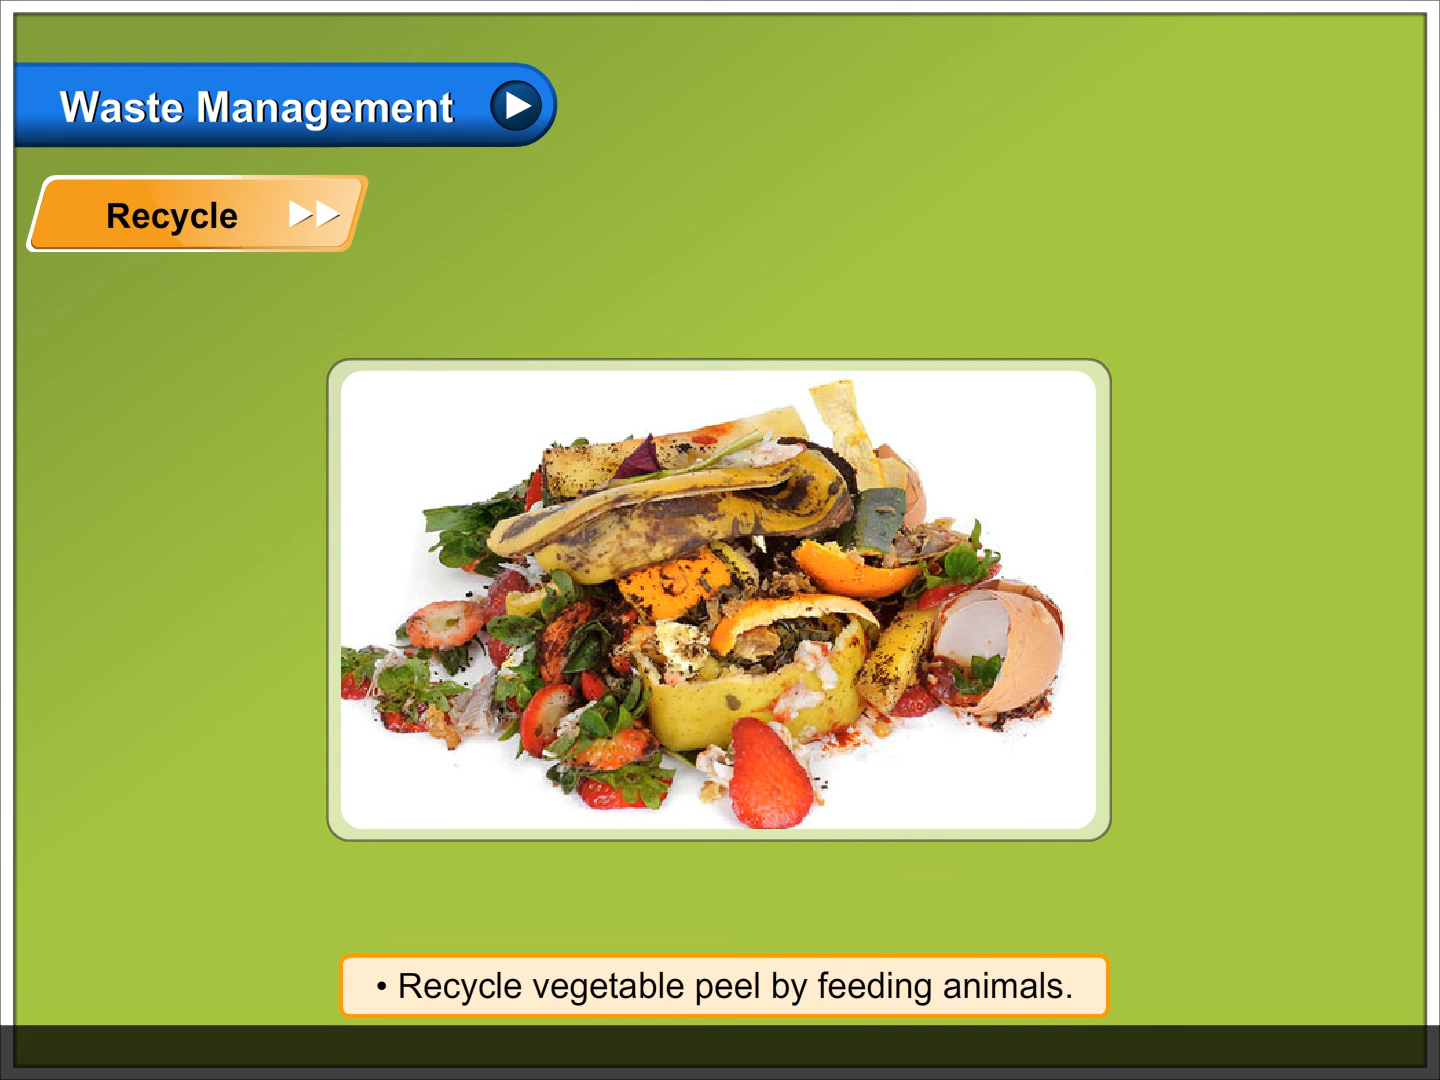 Waste Management
Recycle
• Recycle vegetable peel by feeding animals.